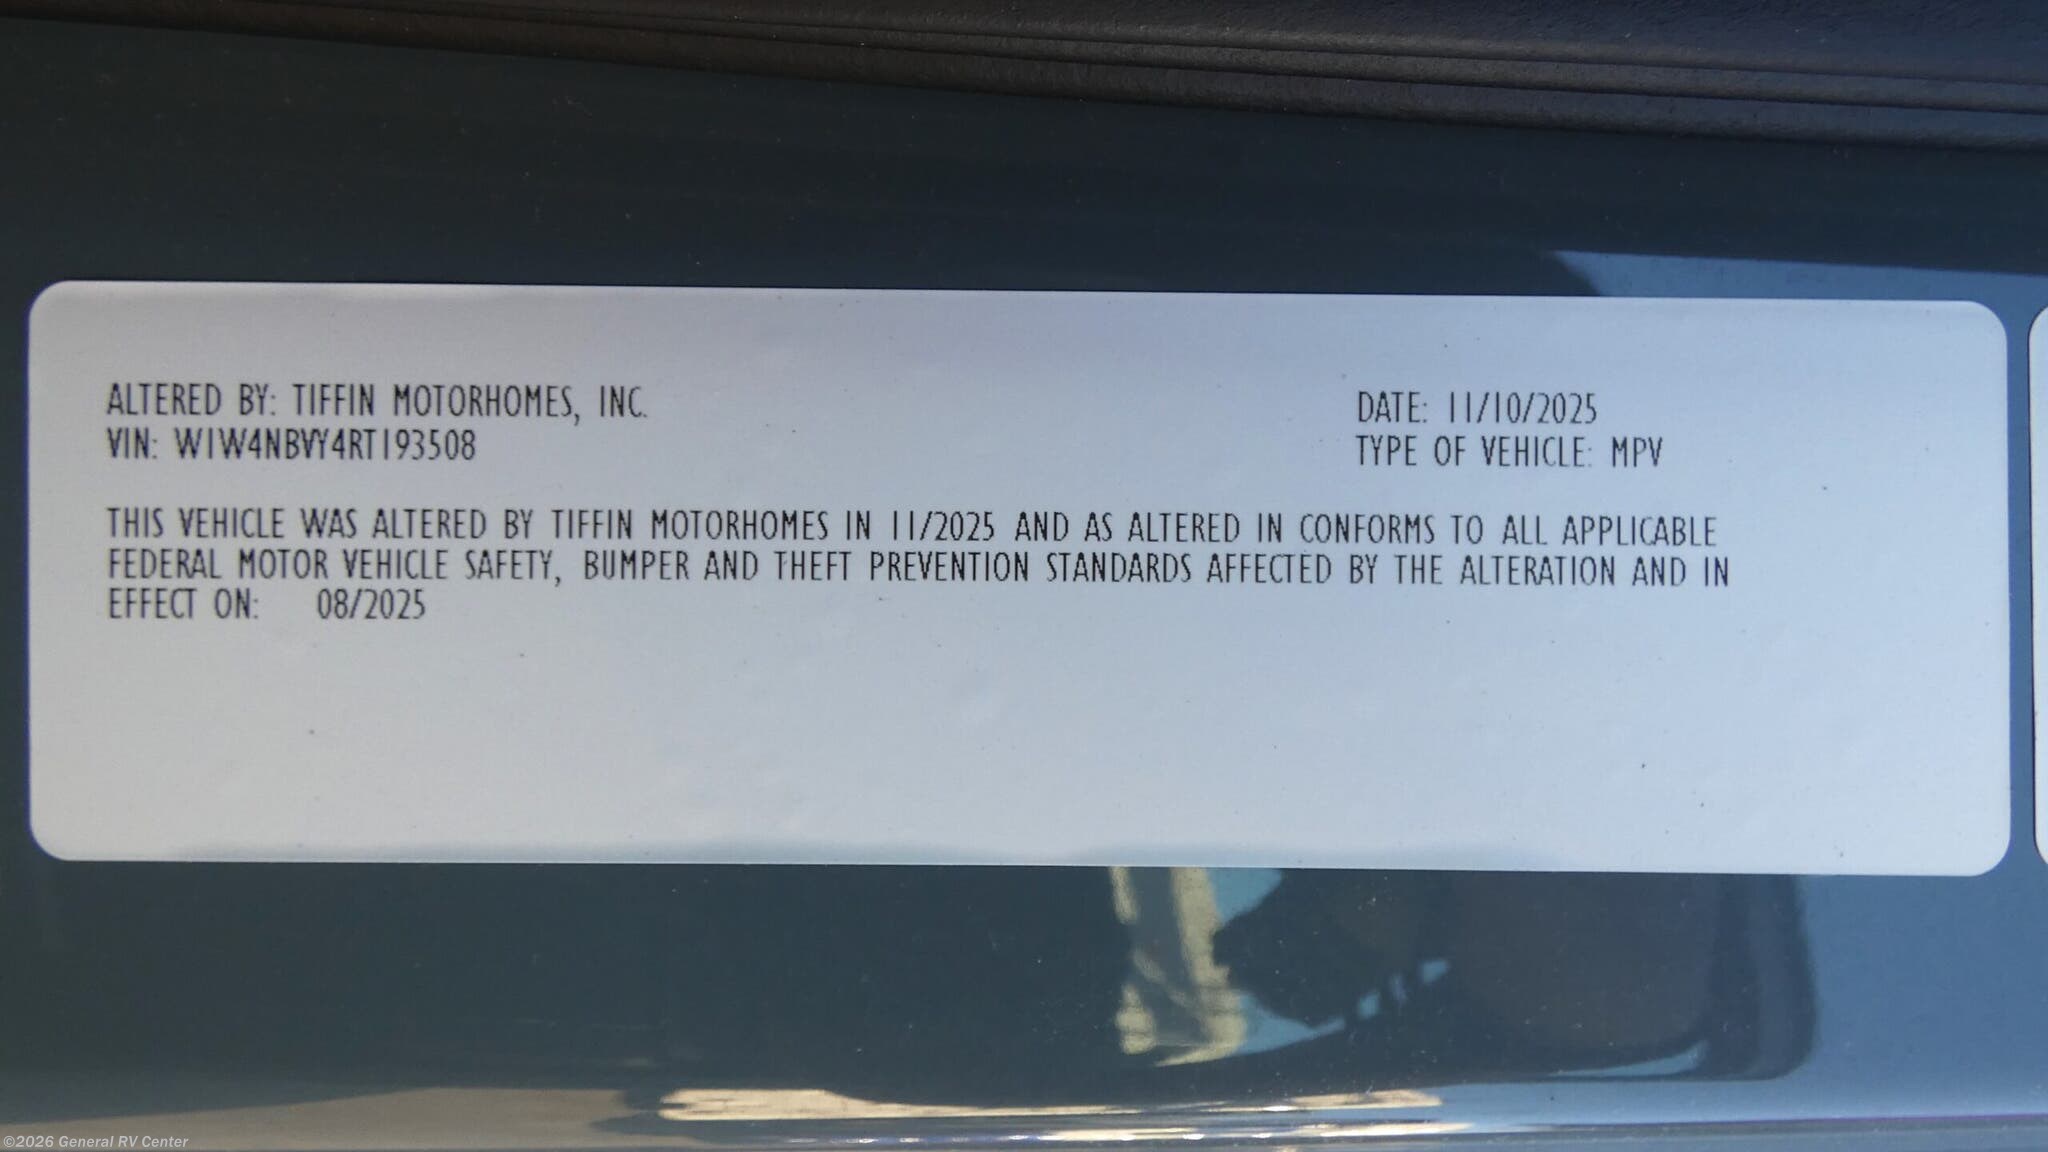 ALTERED BY: TIFFIN MOTORHOMES, INC.
DATE: 11/10/2025
VIN: W1W4NBVY4RT193508
TYPE OF VEHICLE: MPV
THIS VEHICLE WAS ALTERED BY TIFFIN MOTORHOMES IN 11/2025 AND AS ALTERED IN CONFORMS TO ALL APPLICABLE
FEDERAL MOTOR VEHICLE SAFETY, BUMPER AND THEFT PREVENTION STANDARDS AFFECTED BY THE ALTERATION AND IN
EFFECT ON: 08/2025
©2026 General RV Center